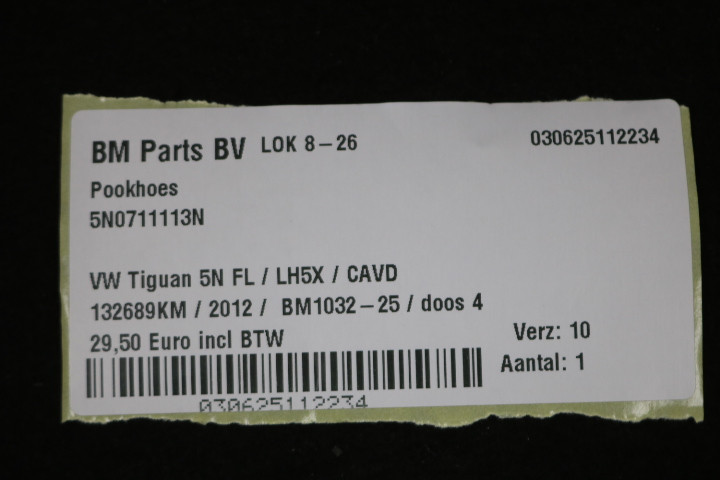 BM Parts BV LOK 8-26 030625112234
Pookhoes
5N0711113N
VW Tiguan 5N FL / LH5X / CAVD
132689KM / 2012 / BM1032-25 / doos 4
29,50 Euro incl BTW Verz: 10
Aantal: 1
030625112234